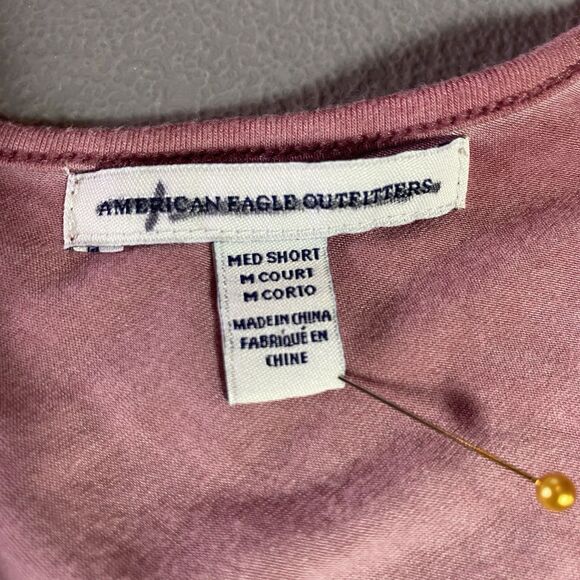 AMERICAN EAGLE OUTFITTERS
MED SHORT
M COURT
M CORTO
MADE IN CHINA
FABRIQUÉ EN
CHINE